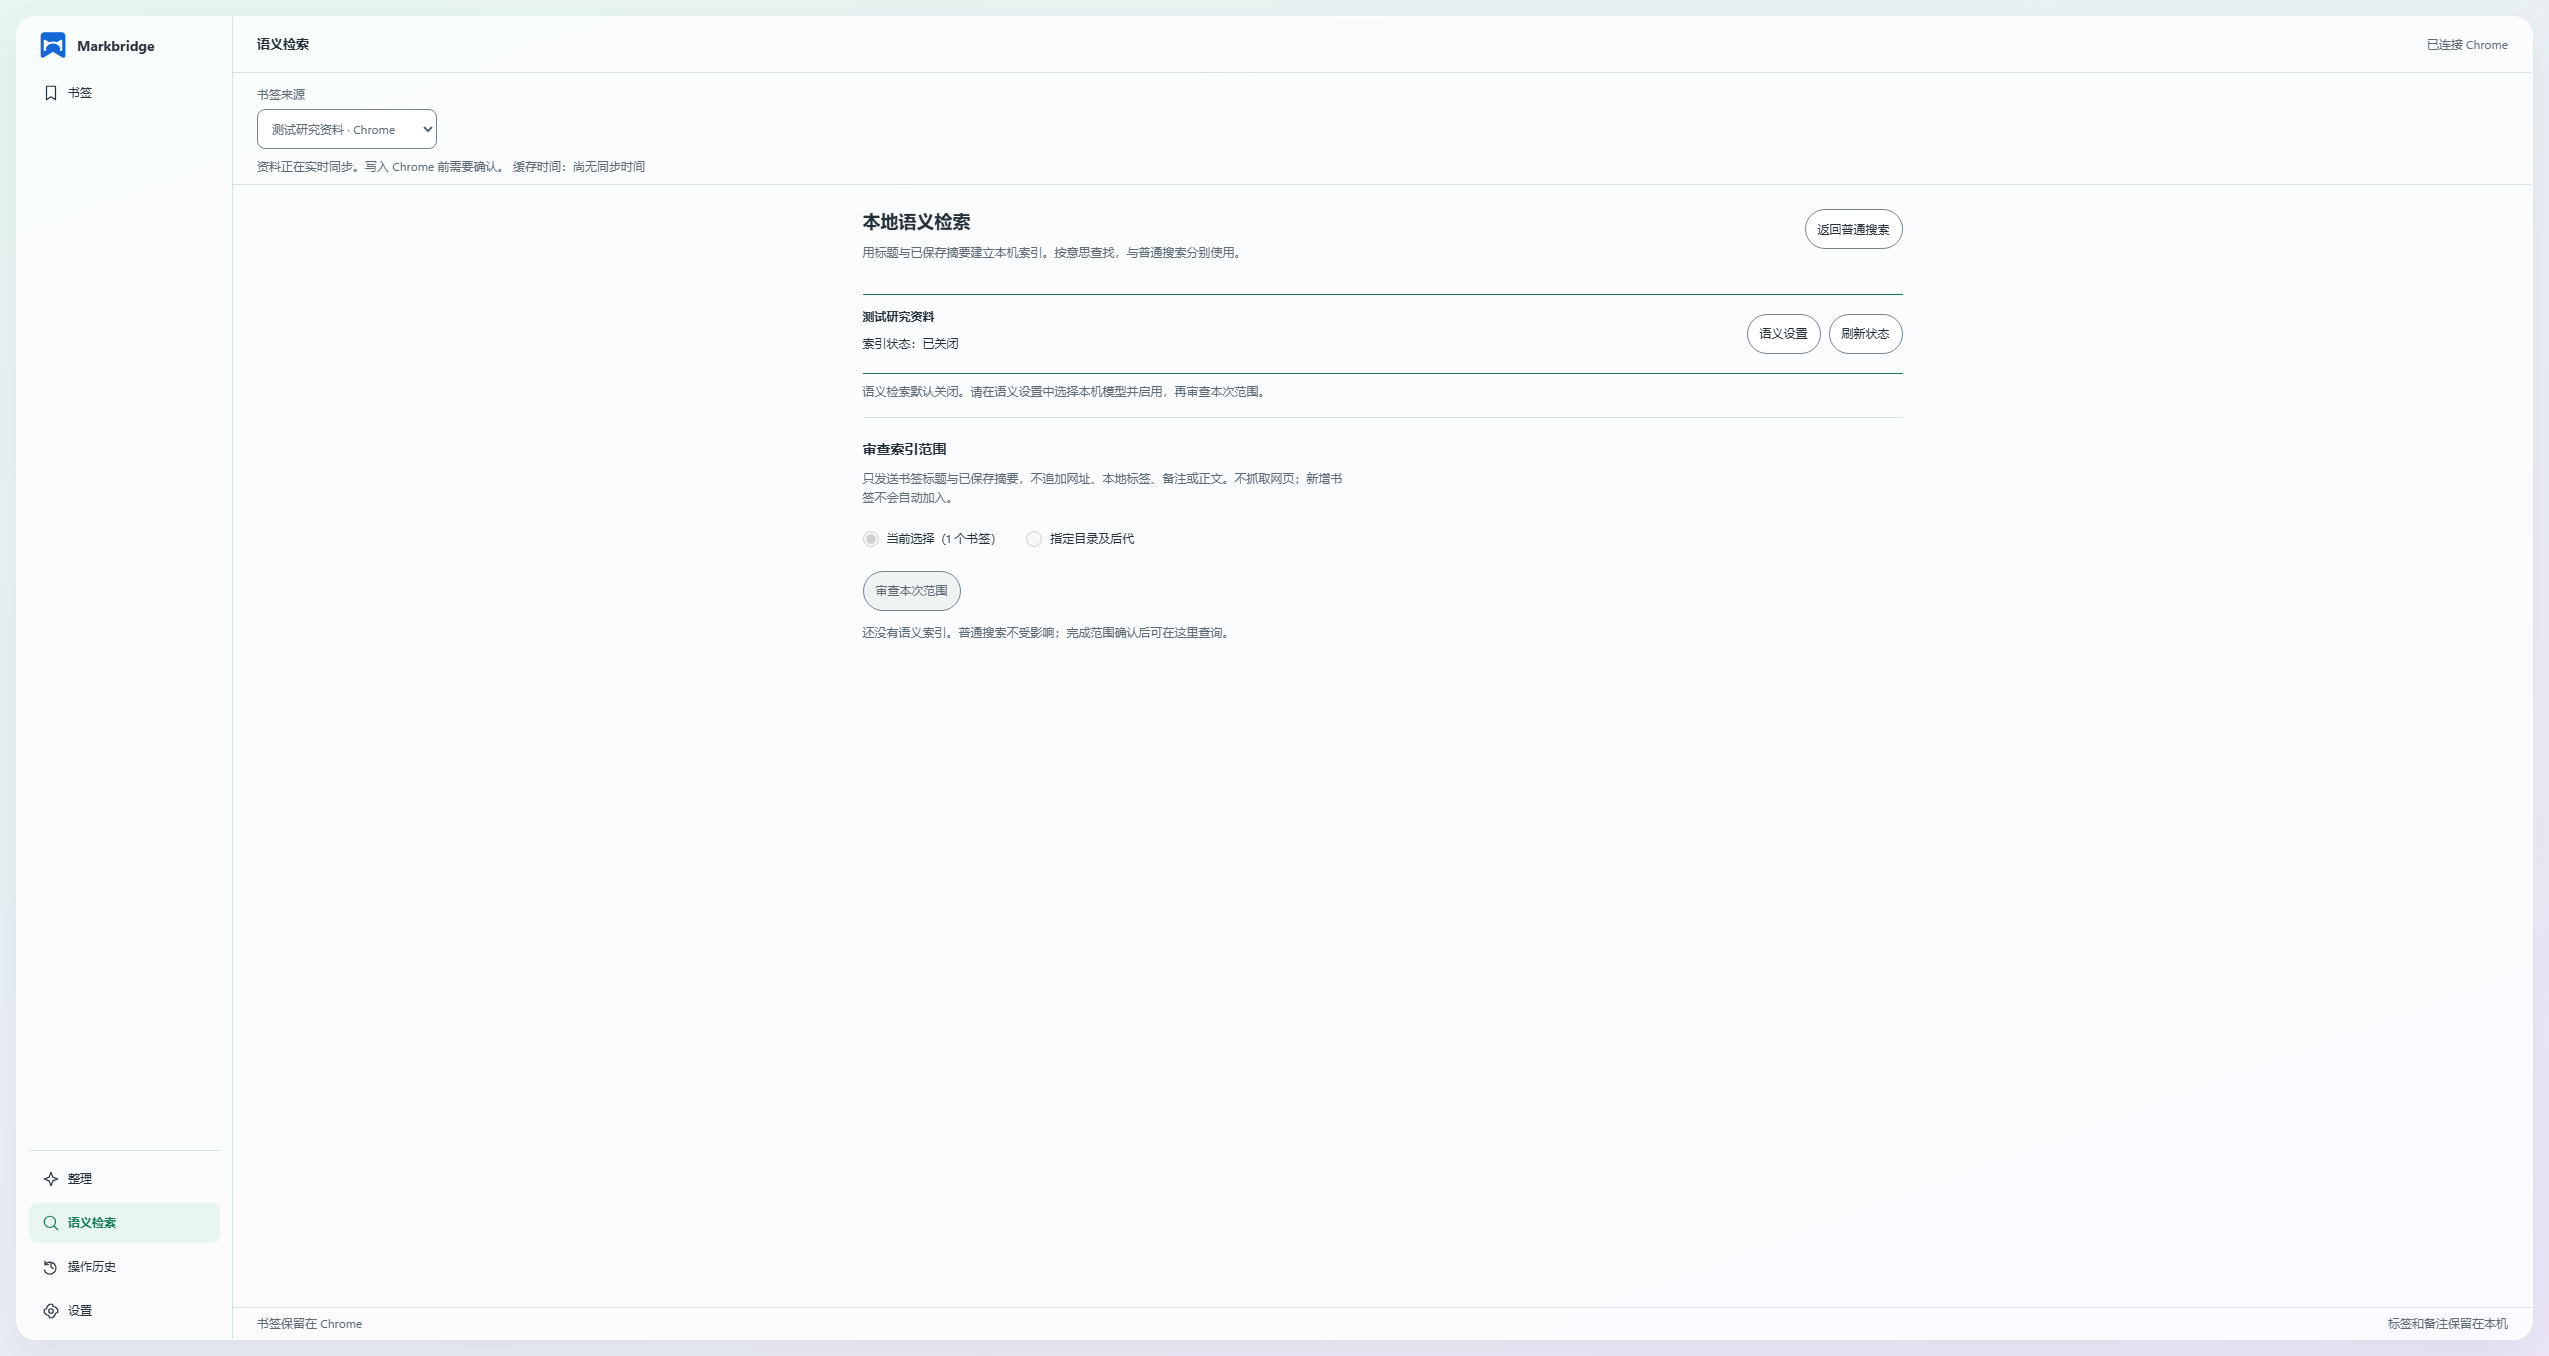 Markbridge
书签
语义检索
已连接 Chrome
书签来源
测试研究资料 · Chrome
资料正在实时同步。写入 Chrome 前需要确认。 缓存时间：尚无同步时间
本地语义检索
返回普通搜索
用标题与已保存摘要建立本机索引。按意思查找，与普通搜索分别使用。
测试研究资料
索引状态：已关闭
语义设置
刷新状态
语义检索默认关闭。请在语义设置中选择本机模型并启用，再审查本次范围。
审查索引范围
只发送书签标题与已保存摘要，不追加网址、本地标签、备注或正文。不抓取网页；新增书
签不会自动加入。
当前选择（1 个书签）
指定目录及后代
审查本次范围
还没有语义索引。普通搜索不受影响；完成范围确认后可在这里查询。
整理
语义检索
操作历史
设置
书签保留在 Chrome
标签和备注保留在本机